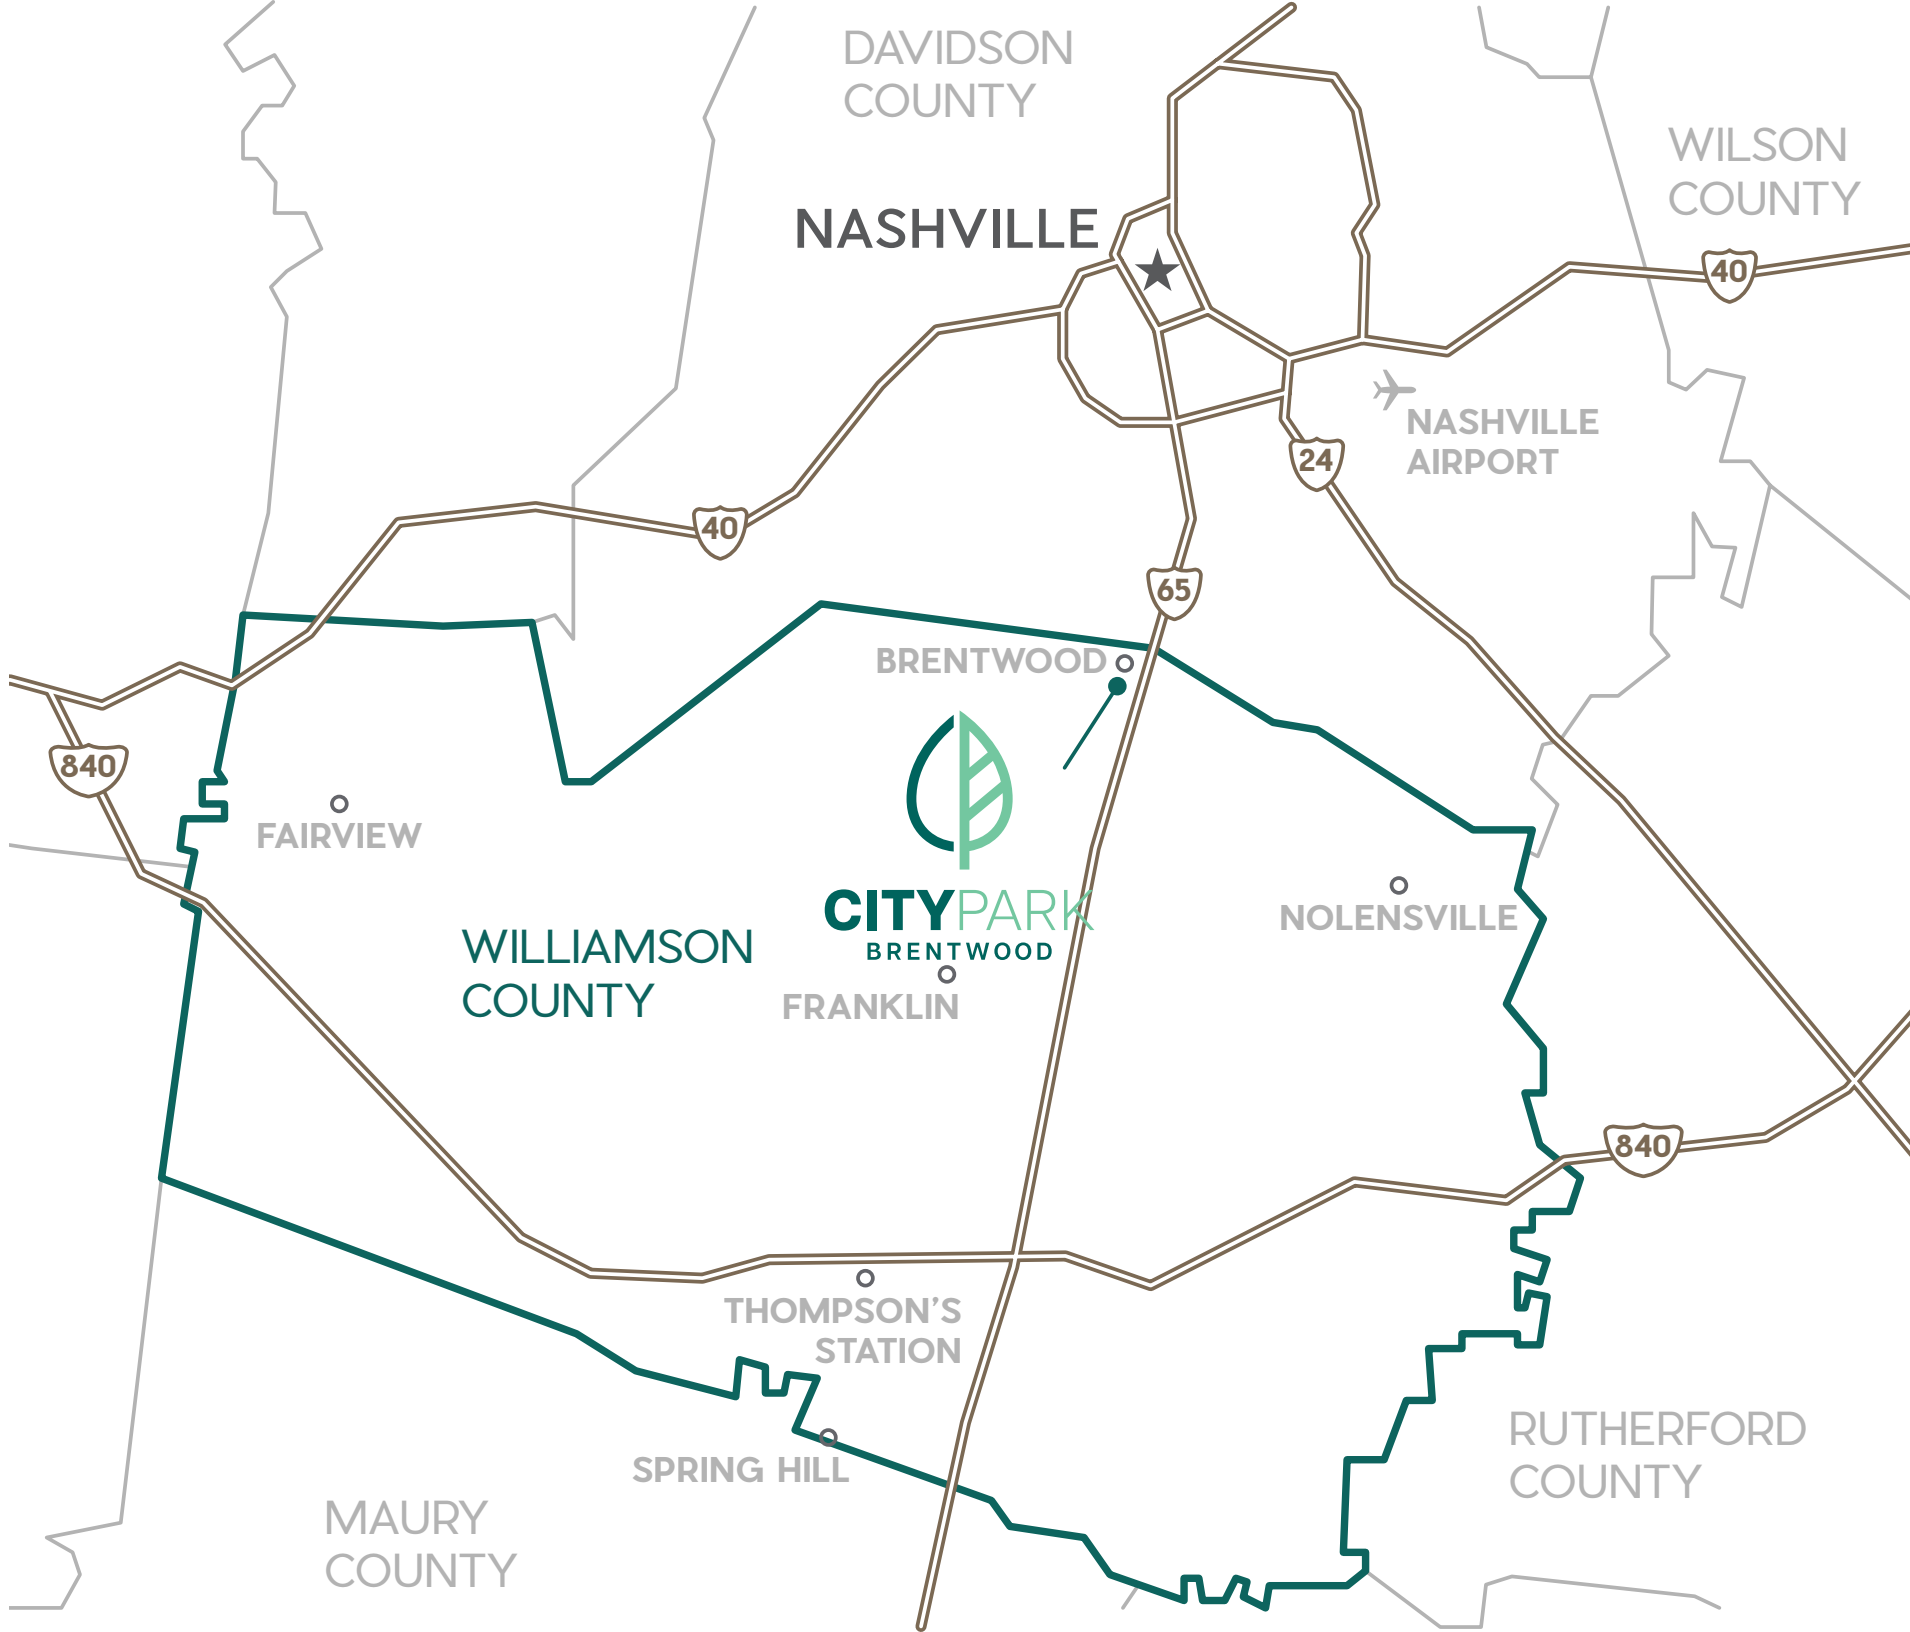 DAVIDSON
COUNTY
WILSON
COUNTY
NASHVILLE
40
NASHVILLE
AIRPORT
24
40
65
BRENTWOOD
840
FAIRVIEW
CITYPARK
BRENTWOOD
NOLENSVILLE
WILLIAMSON
COUNTY
FRANKLIN
840
THOMPSON'S
STATION
SPRING HILL
RUTHERFORD
COUNTY
MAURY
COUNTY